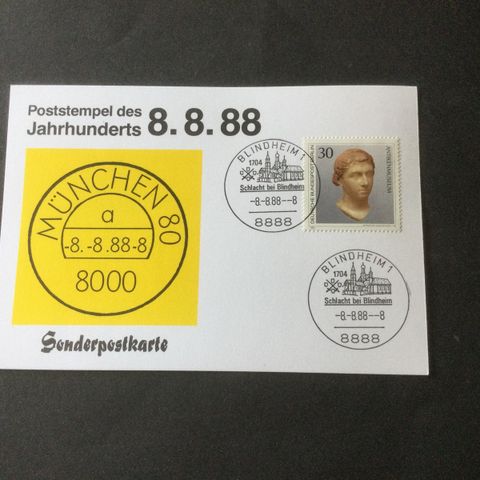 Poststempel des
Jahrhunderts 8. 8. 88
MÜNCHEN 80
a
-8.-8.88-8
8000
Sonderpostkarte
BLINDHEIM 1
1704
Schlacht bei Blindheim
-8.-8.88--8
8888
30
DEUTSCHE BUNDESPOST BERLIN
ANTIKENMUSEUM
BLINDHEIM 1
1704
Schlacht bei Blindheim
-8.-8.88--8
8888